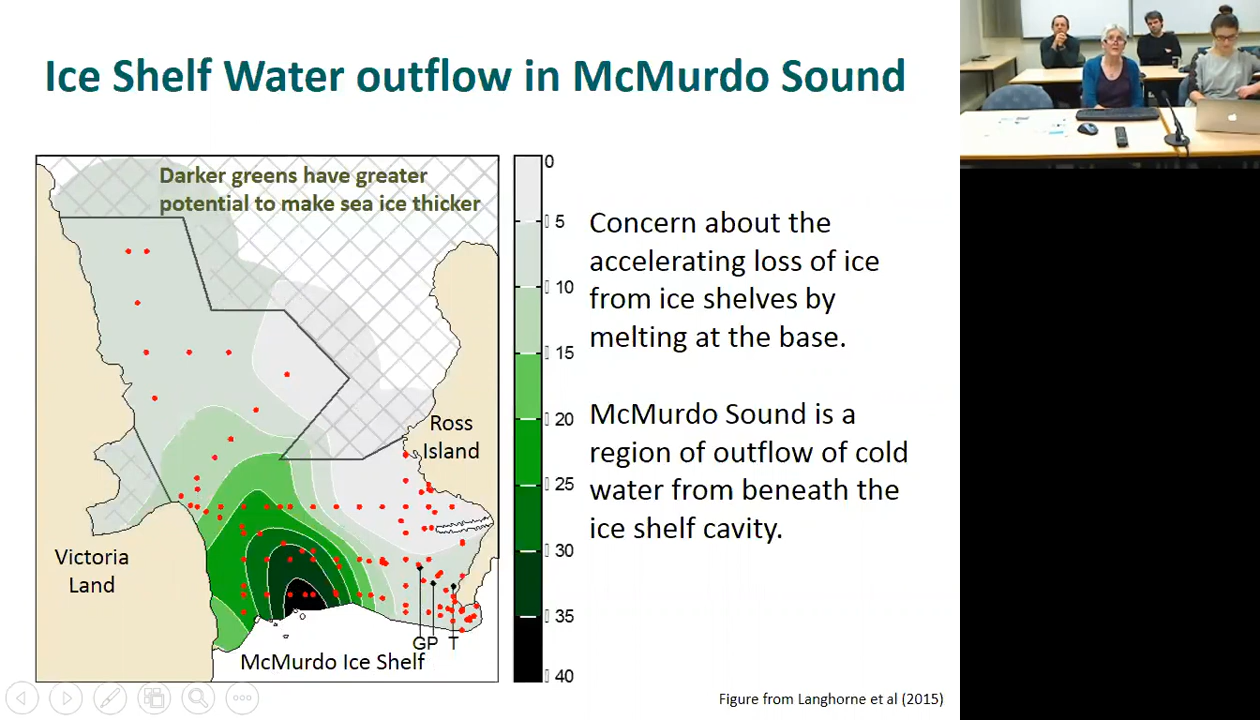 Ice Shelf Water outflow in McMurdo Sound
Darker greens have greater
potential to make sea ice thicker
Ross
Island
Victoria
Land
GP T
McMurdo Ice Shelf
0
5
10
15
20
25
30
35
40
Concern about the
accelerating loss of ice
from ice shelves by
melting at the base.
McMurdo Sound is a
region of outflow of cold
water from beneath the
ice shelf cavity.
Figure from Langhorne et al (2015)